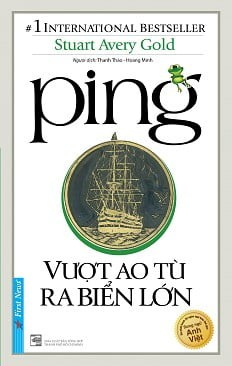 #1 INTERNATIONAL BESTSELLER
Stuart Avery Gold
Người dịch: Thanh Thảo - Hoàng Minh
ping
VƯỢT AO TÙ
RA BIỂN LỚN
First News
Song ngữ
Anh
Việt